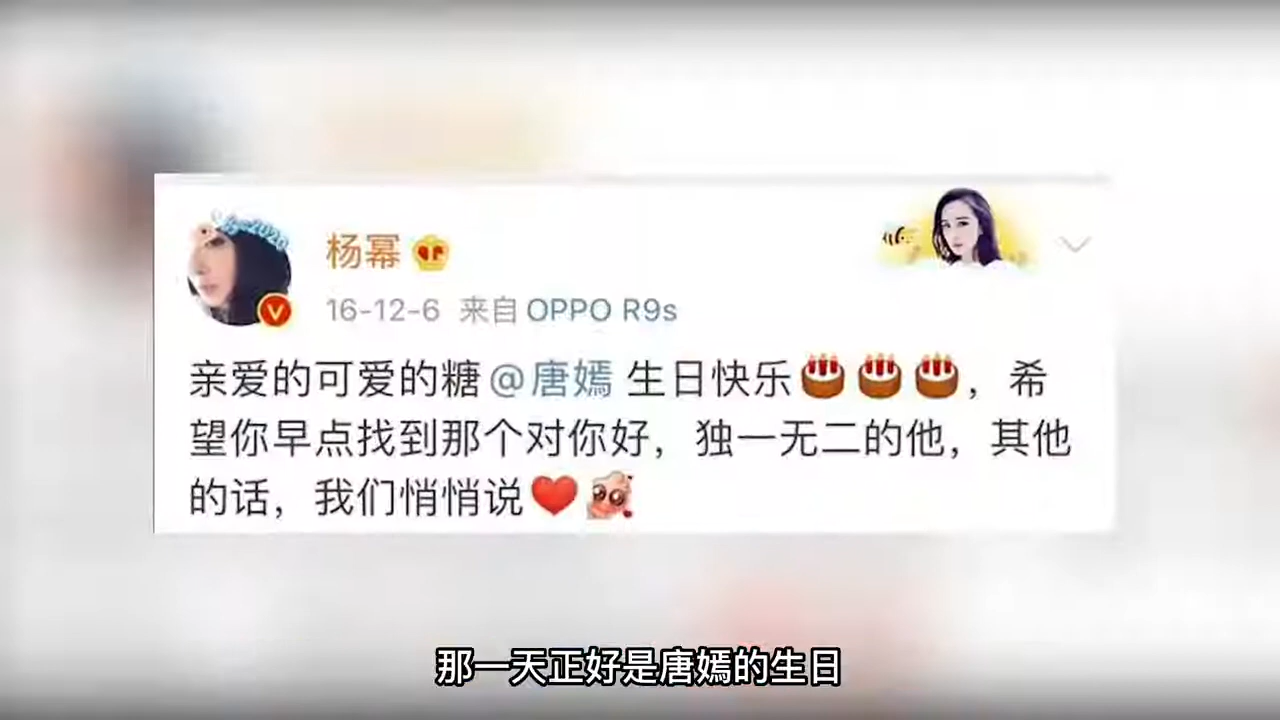 杨幂
16-12-6 来自 OPPO R9s
亲爱的可爱的糖@唐嫣 生日快乐🎂🎂🎂，希
望你早点找到那个对你好，独一无二的他，其他
的话，我们悄悄说❤️
那一天正好是唐嫣的生日